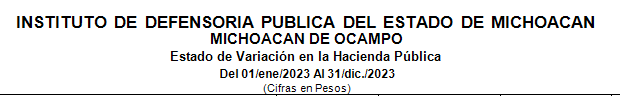 INSTITUTO DE DEFENSORIA PUBLICA DEL ESTADO DE MICHOACAN
MICHOACAN DE OCAMPO
Estado de Variación en la Hacienda Pública
Del 01/ene/2023 Al 31/dic./2023
(Cifras en Pesos)